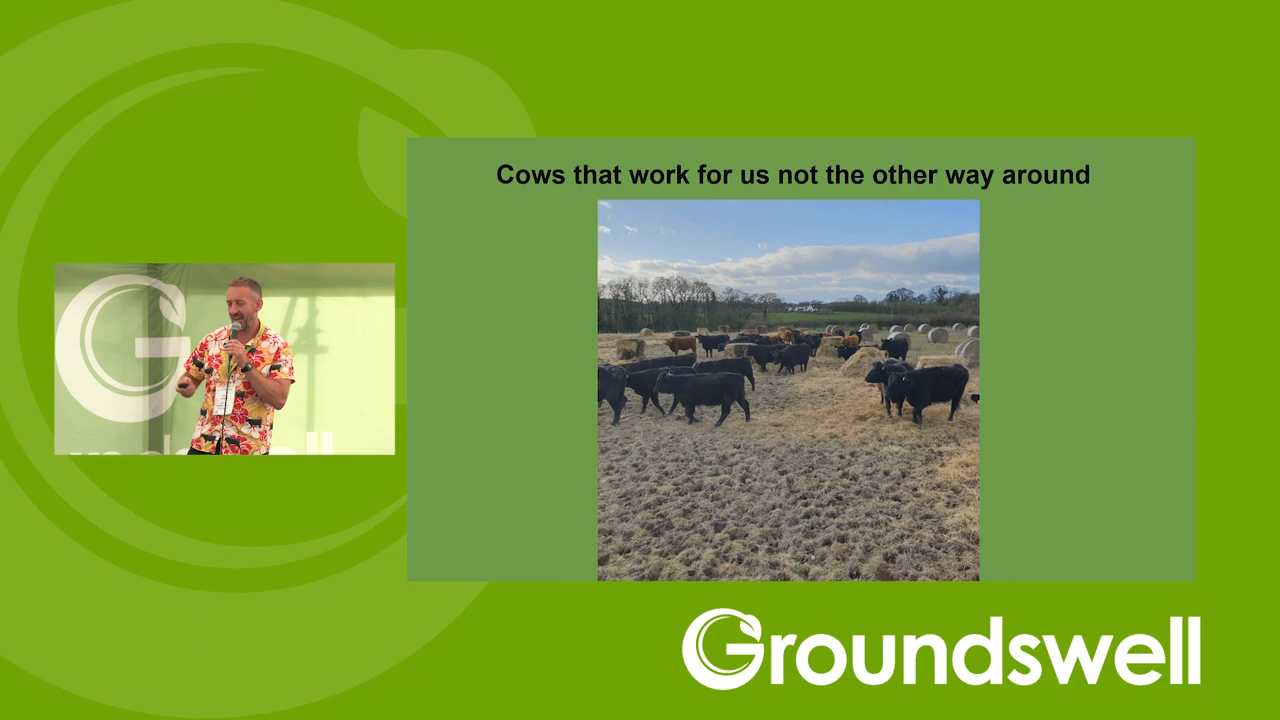 Cows that work for us not the other way around
Groundswell